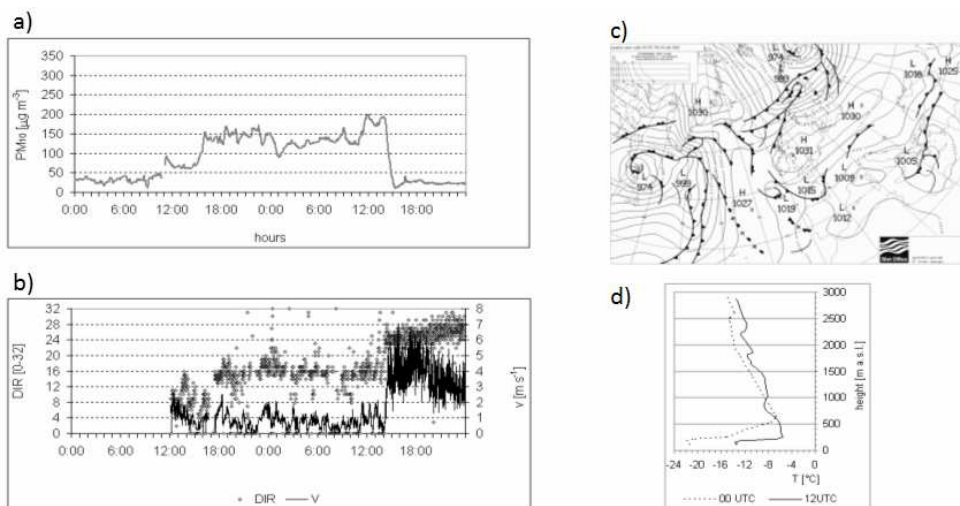 a)
350
300
250
200
150
100
50
0
PM10 [µg m-3]
0:00 6:00 12:00 18:00 0:00 6:00 12:00 18:00
hours
b)
32
28
24
20
16
12
8
4
0
DIR [0-32]
8
7
6
5
4
3
2
1
0
v [m s-1]
0:00 6:00 12:00 18:00 0:00 6:00 12:00 18:00
DIR V
c)
974
L
H
1030
L
1018
H
1025
H
1030
H
1031
L
974
L
999
H
1027
L
1019
L
1015
L
1009
L
1005
L
1012
Met Office
d)
3000
2500
2000
1500
1000
500
0
height [m a.s.l.]
-24 -20 -16 -12 -8 -4 0
T [°C]
00 UTC 12UTC